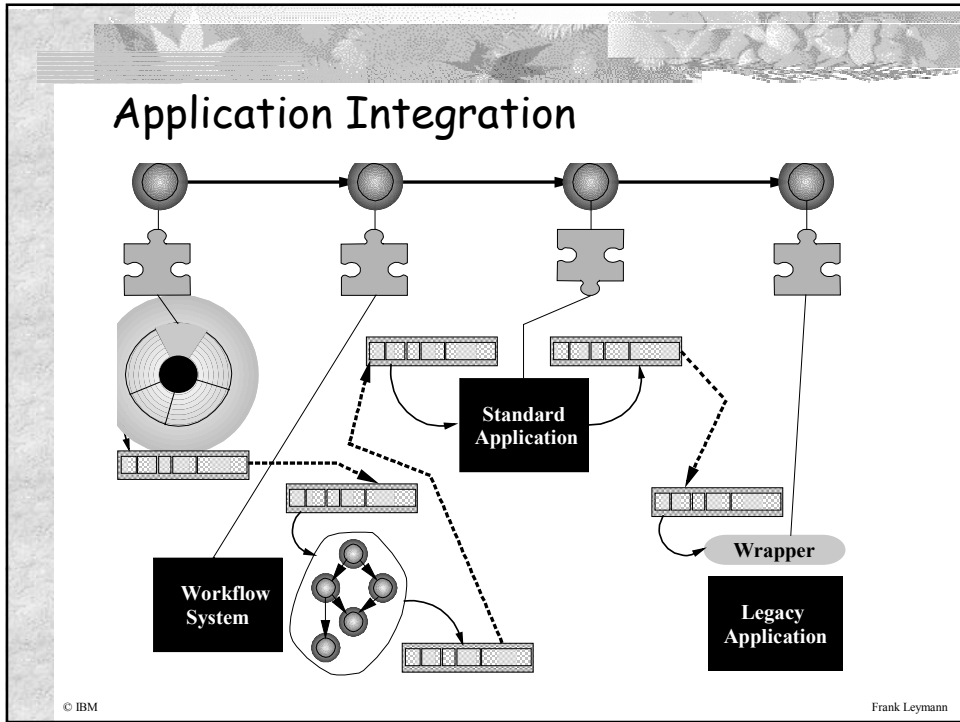 Application Integration
Standard
Application
Wrapper
Workflow
System
Legacy
Application
© IBM
Frank Leymann